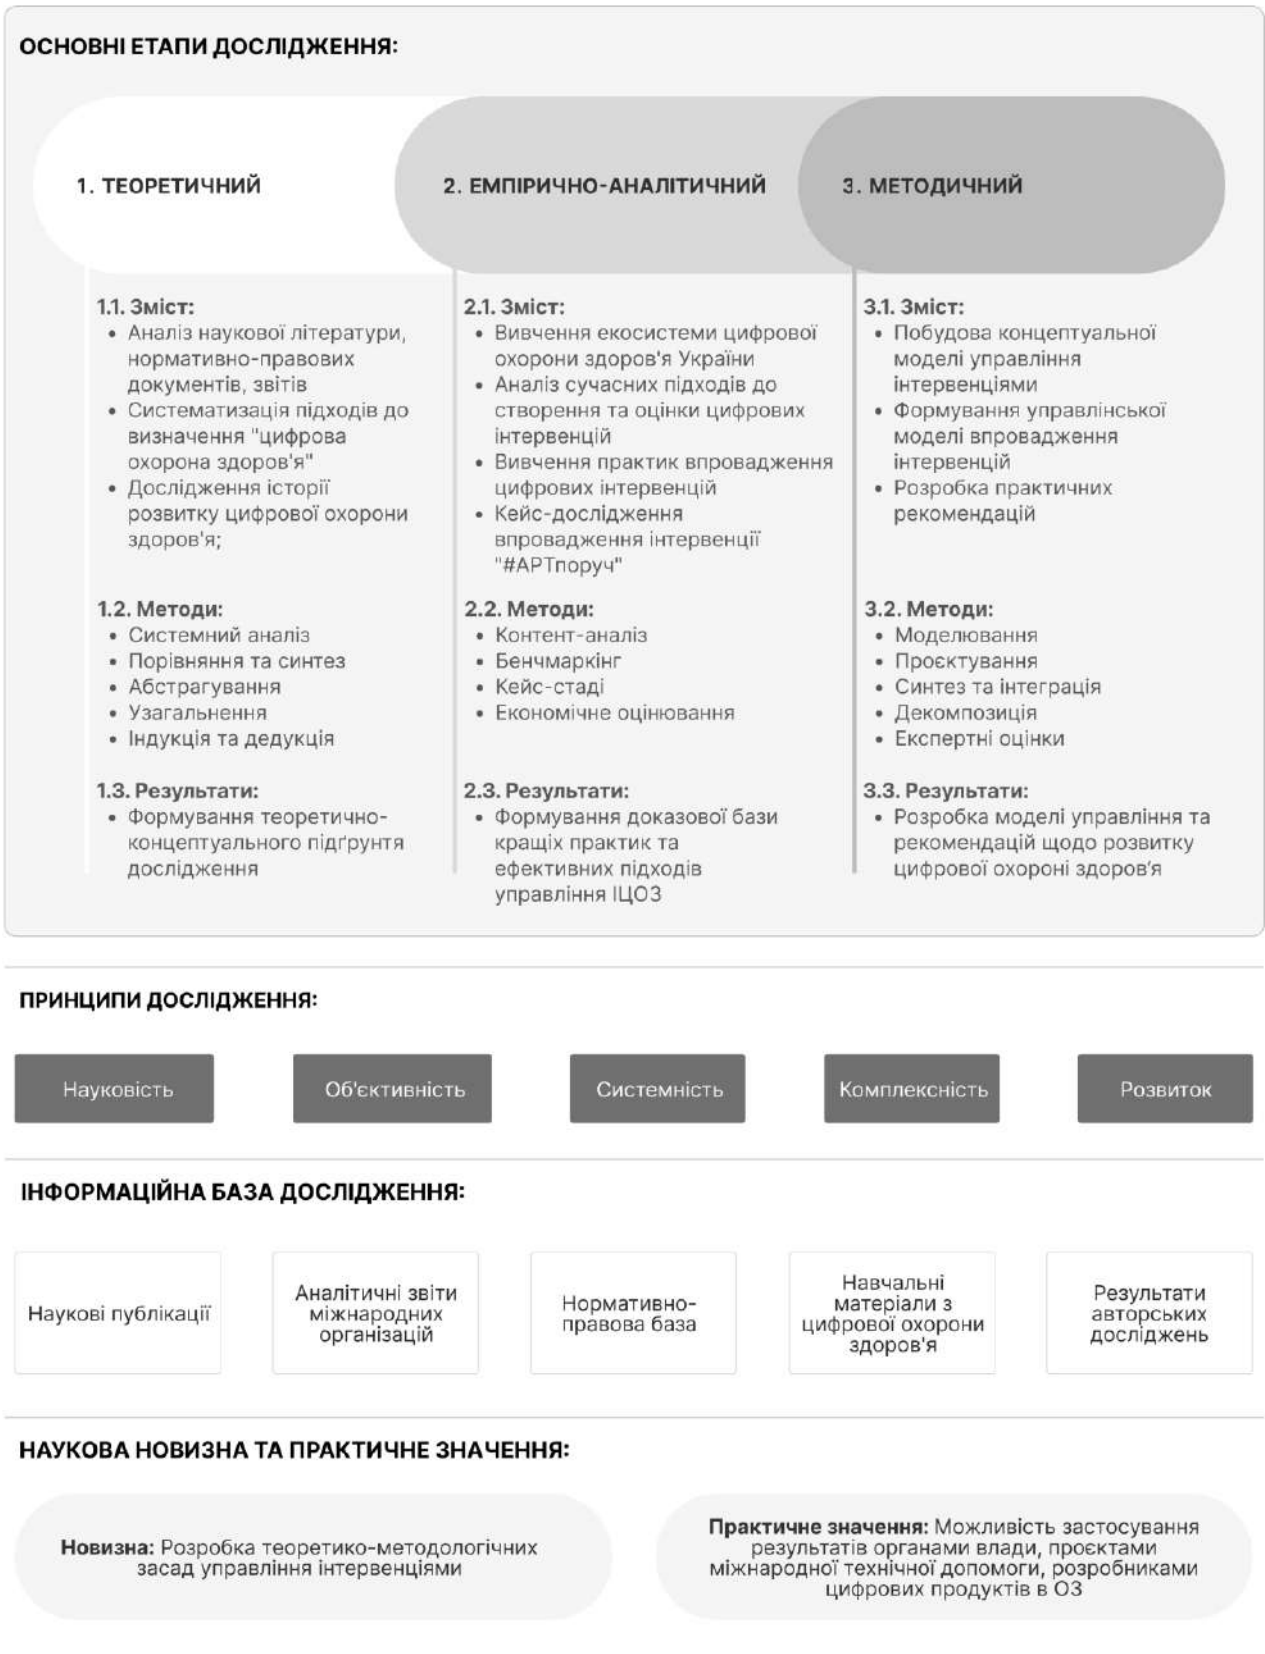 ОСНОВНІ ЕТАПИ ДОСЛІДЖЕННЯ:
1. ТЕОРЕТИЧНИЙ
2. ЕМПІРИЧНО-АНАЛІТИЧНИЙ
3. МЕТОДИЧНИЙ
1.1. Зміст:
• Аналіз наукової літератури,
нормативно-правових
документів, звітів
• Систематизація підходів до
визначення "цифрова
охорона здоров'я"
• Дослідження історії
розвитку цифрової охорони
здоров'я;
1.2. Методи:
• Системний аналіз
• Порівняння та синтез
• Абстрагування
• Узагальнення
• Індукція та дедукція
1.3. Результати:
• Формування теоретично-
концептуального підґрунтя
дослідження
2.1. Зміст:
• Вивчення екосистеми цифрової
охорони здоров'я України
• Аналіз сучасних підходів до
створення та оцінки цифрових
інтервенцій
• Вивчення практик впровадження
цифрових інтервенцій
• Кейс-дослідження
впровадження інтервенції
"#АРТпоруч"
2.2. Методи:
• Контент-аналіз
• Бенчмаркінг
• Кейс-стаді
• Економічне оцінювання
2.3. Результати:
• Формування доказової бази
кращіх практик та
ефективних підходів
управління ІЦОЗ
3.1. Зміст:
• Побудова концептуальної
моделі управління
інтервенціями
• Формування управлінської
моделі впровадження
інтервенцій
• Розробка практичних
рекомендацій
3.2. Методи:
• Моделювання
• Проєктування
• Синтез та інтеграція
• Декомпозиція
• Експертні оцінки
3.3. Результати:
• Розробка моделі управління та
рекомендацій щодо розвитку
цифрової охороні здоров’я
ПРИНЦИПИ ДОСЛІДЖЕННЯ:
Науковість
Об'єктивність
Системність
Комплексність
Розвиток
ІНФОРМАЦІЙНА БАЗА ДОСЛІДЖЕННЯ:
Наукові публікації
Аналітичні звіти
міжнародних
організацій
Нормативно-
правова база
Навчальні
матеріали з
цифрової охорони
здоров'я
Результати
авторських
досліджень
НАУКОВА НОВИЗНА ТА ПРАКТИЧНЕ ЗНАЧЕННЯ:
Новизна: Розробка теоретико-методологічних
засад управління інтервенціями
Практичне значення: Можливість застосування
результатів органами влади, проєктами
міжнародної технічної допомоги, розробниками
цифрових продуктів в ОЗ